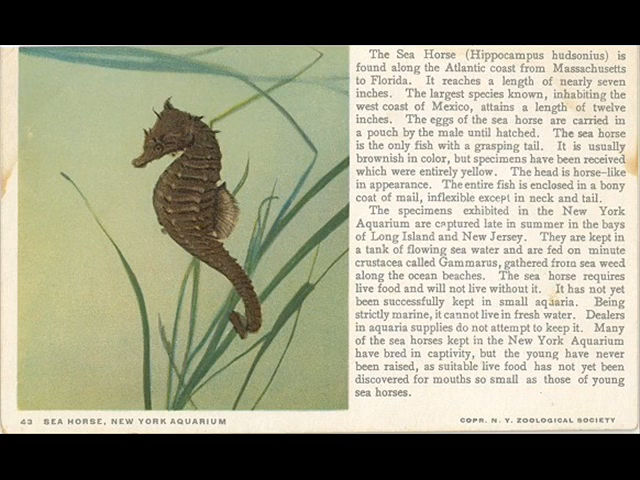 The Sea Horse (Hippocampus hudsonius) is
found along the Atlantic coast from Massachusetts
to Florida. It reaches a length of nearly seven
inches. The largest species known, inhabiting the
west coast of Mexico, attains a length of twelve
inches. The eggs of the sea horse are carried in
a pouch by the male until hatched. The sea horse
is the only fish with a grasping tail. It is usually
brownish in color, but specimens have been received
which were entirely yellow. The head is horse-like
in appearance. The entire fish is enclosed in a bony
coat of mail, inflexible except in neck and tail.
The specimens exhibited in the New York
Aquarium are captured late in summer in the bays
of Long Island and New Jersey. They are kept in
a tank of flowing sea water and are fed on minute
crustacea called Gammarus, gathered from sea weed
along the ocean beaches. The sea horse requires
live food and will not live without it. It has not yet
been successfully kept in small aquaria. Being
strictly marine, it cannot live in fresh water. Dealers
in aquaria supplies do not attempt to keep it. Many
of the sea horses kept in the New York Aquarium
have bred in captivity, but the young have never
been raised, as suitable live food has not yet been
discovered for mouths so small as those of young
sea horses.
43 SEA HORSE, NEW YORK AQUARIUM
COPR. N. Y. ZOOLOGICAL SOCIETY